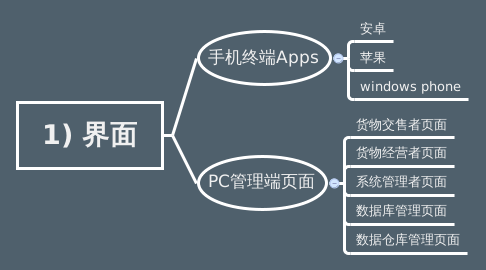 1) 界面
手机终端Apps
安卓
苹果
windows phone
PC管理端页面
货物交售者页面
货物经营者页面
系统管理者页面
数据库管理页面
数据仓库管理页面